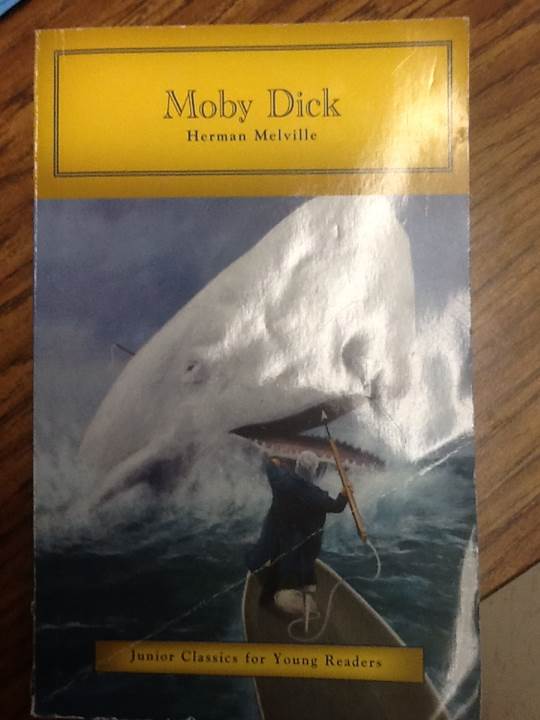 Moby Dick
Herman Melville
Junior Classics for Young Readers